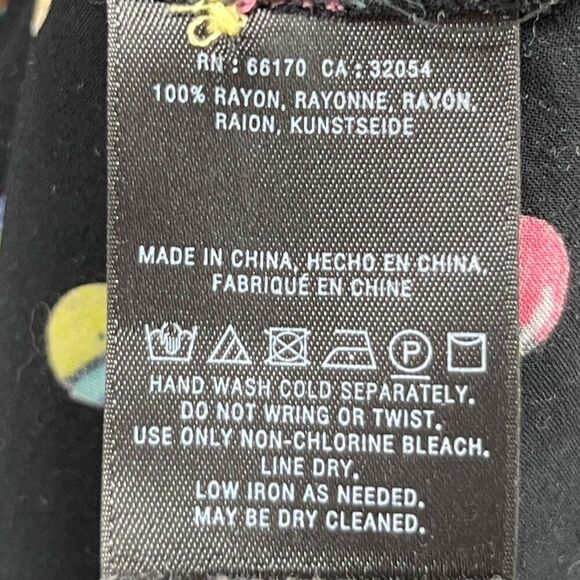 RN : 66170 CA : 32054
100% RAYON, RAYONNE, RAYÓN,
RAION, KUNSTSEIDE
MADE IN CHINA, HECHO EN CHINA,
FABRIQUÉ EN CHINE
P
HAND WASH COLD SEPARATELY.
DO NOT WRING OR TWIST.
USE ONLY NON-CHLORINE BLEACH.
LINE DRY.
LOW IRON AS NEEDED.
MAY BE DRY CLEANED.